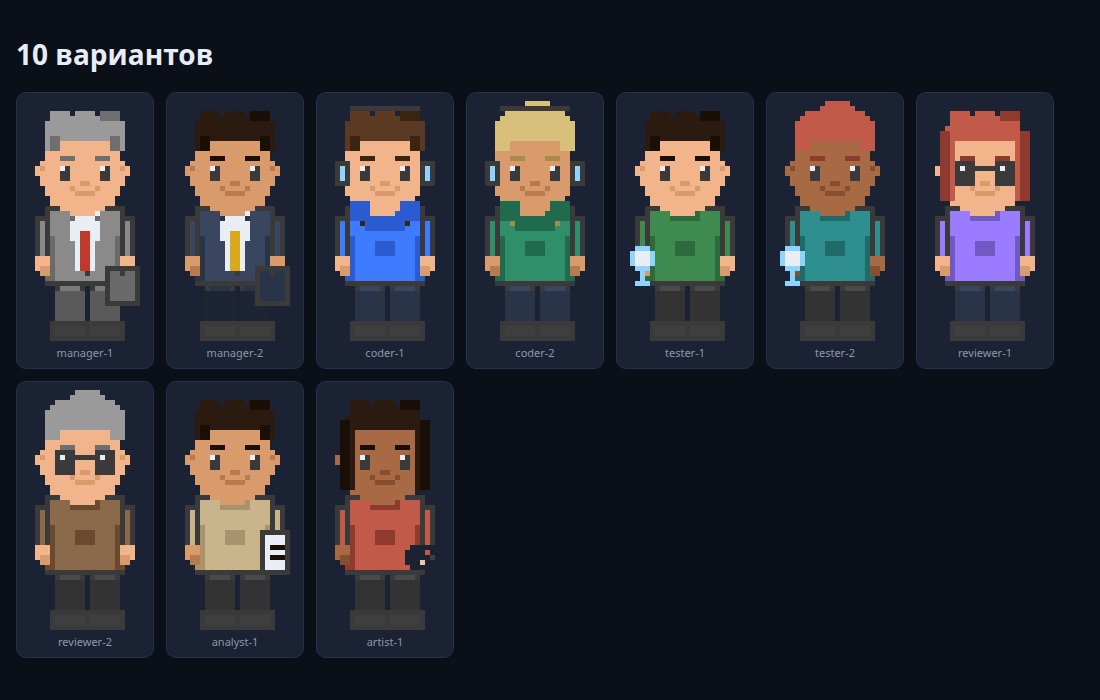 10 вариантов
manager-1
manager-2
coder-1
coder-2
tester-1
tester-2
reviewer-1
reviewer-2
analyst-1
artist-1